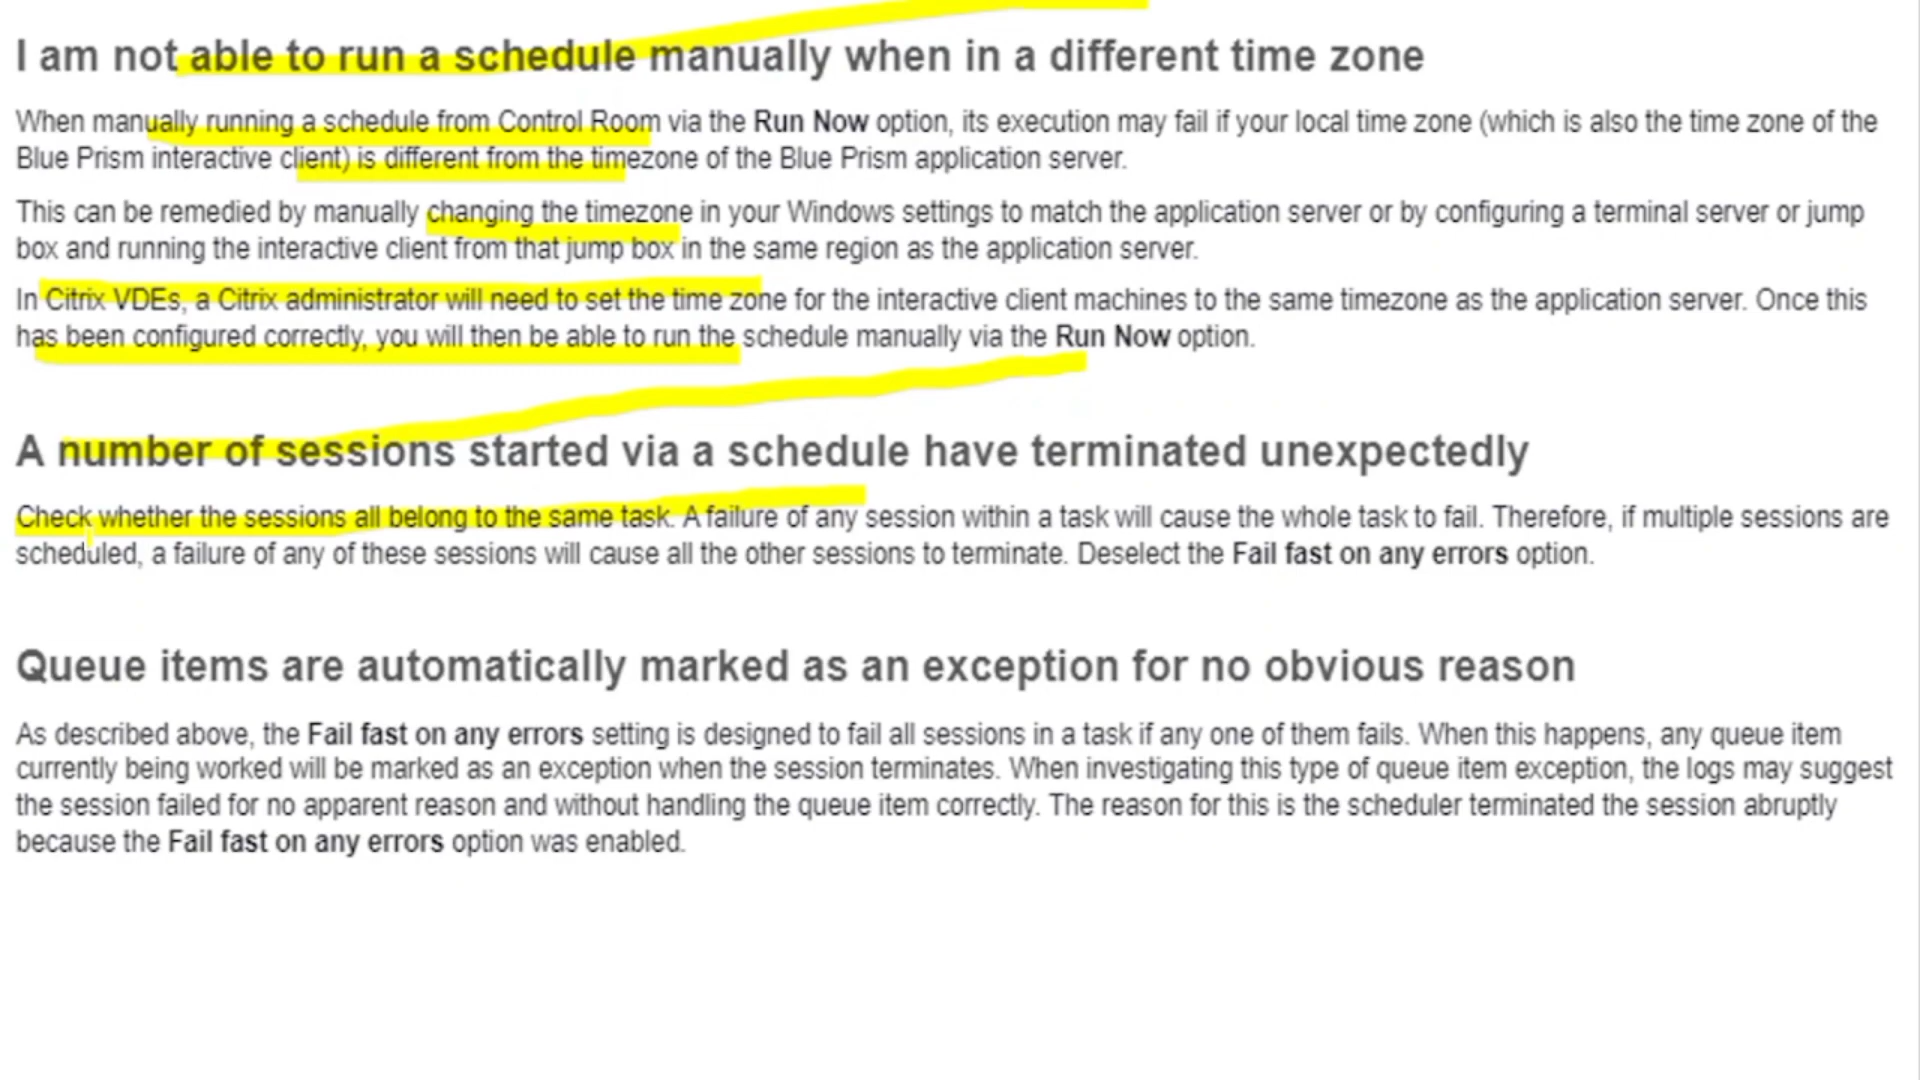 I am not able to run a schedule manually when in a different time zone
When manually running a schedule from Control Room via the Run Now option, its execution may fail if your local time zone (which is also the time zone of the
Blue Prism interactive client) is different from the timezone of the Blue Prism application server.
This can be remedied by manually changing the timezone in your Windows settings to match the application server or by configuring a terminal server or jump
box and running the interactive client from that jump box in the same region as the application server.
In Citrix VDEs, a Citrix administrator will need to set the time zone for the interactive client machines to the same timezone as the application server. Once this
has been configured correctly, you will then be able to run the schedule manually via the Run Now option.
A number of sessions started via a schedule have terminated unexpectedly
Check whether the sessions all belong to the same task. A failure of any session within a task will cause the whole task to fail. Therefore, if multiple sessions are
scheduled, a failure of any of these sessions will cause all the other sessions to terminate. Deselect the Fail fast on any errors option.
Queue items are automatically marked as an exception for no obvious reason
As described above, the Fail fast on any errors setting is designed to fail all sessions in a task if any one of them fails. When this happens, any queue item
currently being worked will be marked as an exception when the session terminates. When investigating this type of queue item exception, the logs may suggest
the session failed for no apparent reason and without handling the queue item correctly. The reason for this is the scheduler terminated the session abruptly
because the Fail fast on any errors option was enabled.